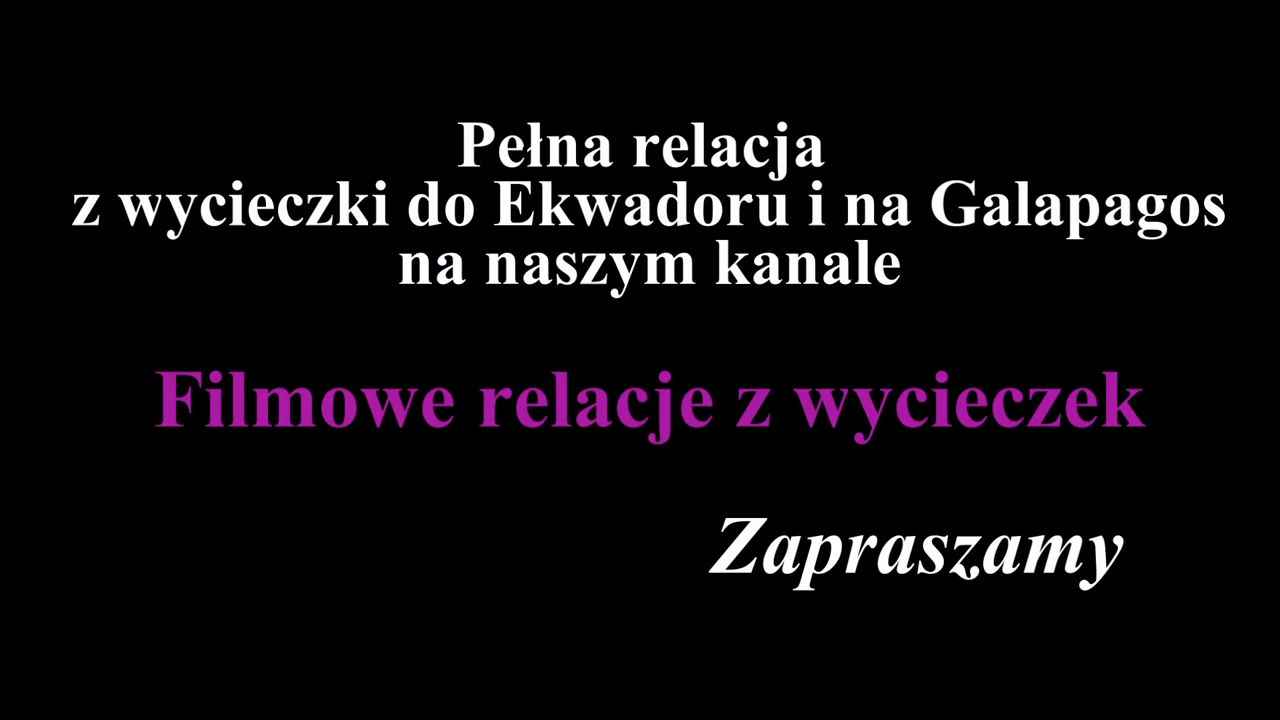 Pełna relacja
z wycieczki do Ekwadoru i na Galapagos
na naszym kanale
Filmowe relacje z wycieczek
Zapraszamy